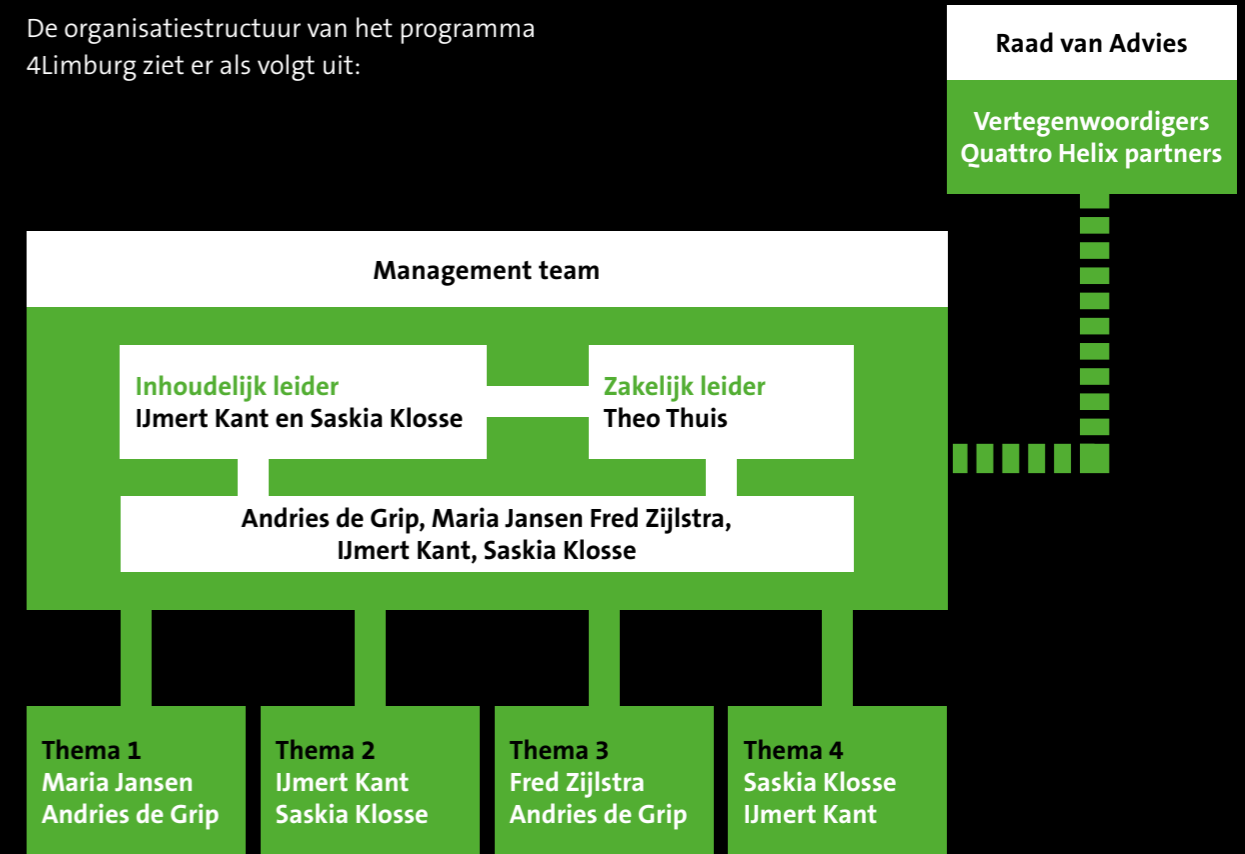 De organisatiestructuur van het programma
4Limburg ziet er als volgt uit:
Raad van Advies
Vertegenwoordigers
Quattro Helix partners
Management team
Inhoudelijk leider
IJmert Kant en Saskia Klosse
Zakelijk leider
Theo Thuis
Andries de Grip, Maria Jansen Fred Zijlstra,
IJmert Kant, Saskia Klosse
Thema 1
Maria Jansen
Andries de Grip
Thema 2
IJmert Kant
Saskia Klosse
Thema 3
Fred Zijlstra
Andries de Grip
Thema 4
Saskia Klosse
IJmert Kant